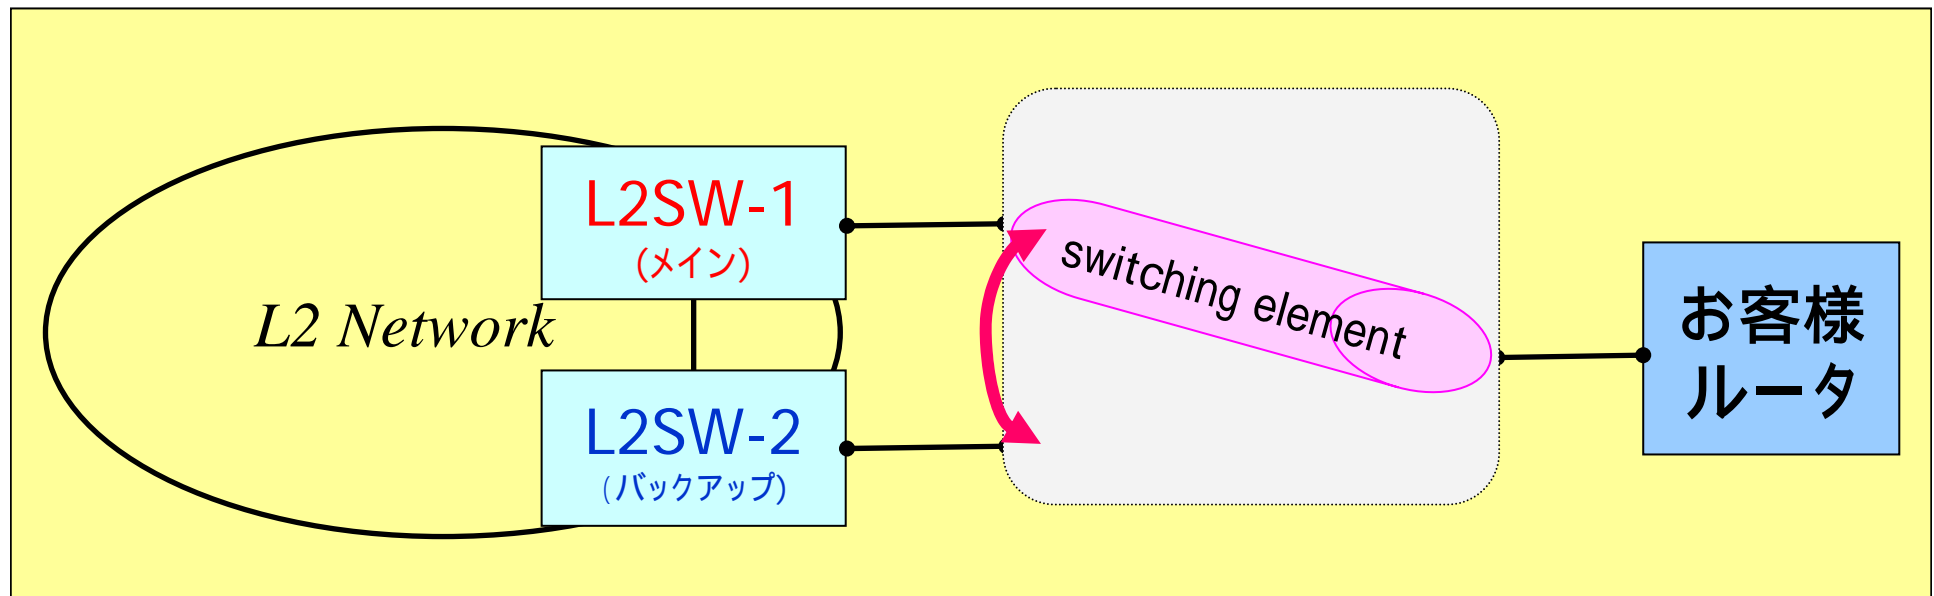 L2SW-1
(メイン)
L2 Network
L2SW-2
(バックアップ)
switching element
お客様
ルータ